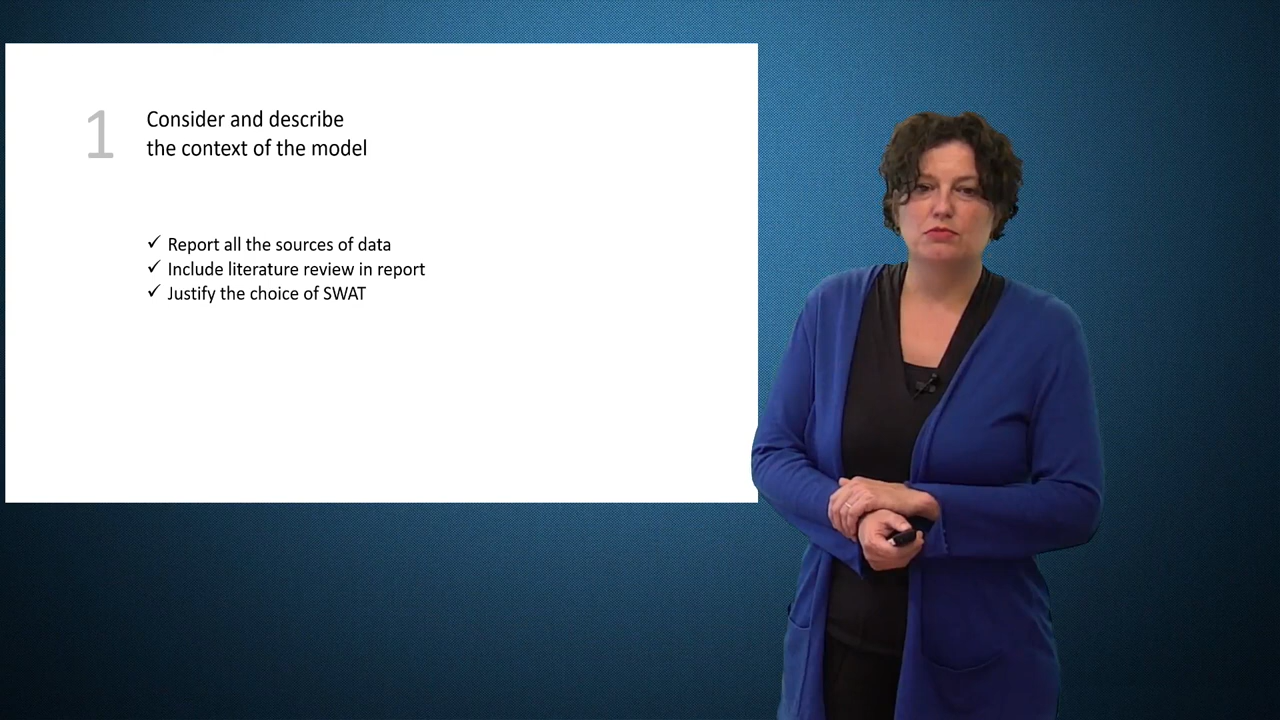 1
Consider and describe
the context of the model
✓ Report all the sources of data
✓ Include literature review in report
✓ Justify the choice of SWAT